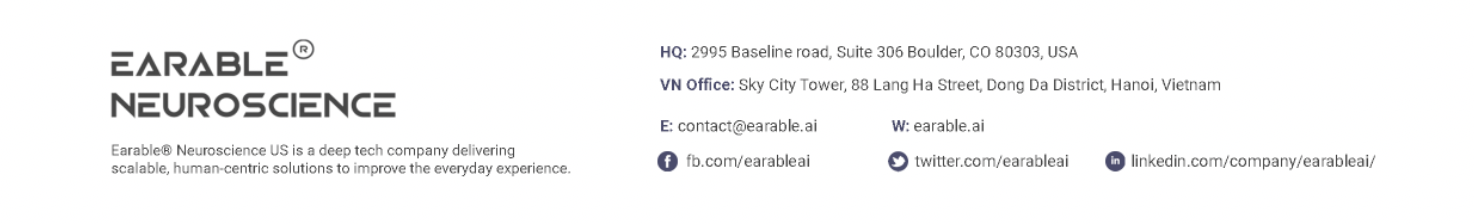 EARABLE®
NEUROSCIENCE
Earable® Neuroscience US is a deep tech company delivering
scalable, human-centric solutions to improve the everyday experience.
HQ: 2995 Baseline road, Suite 306 Boulder, CO 80303, USA
VN Office: Sky City Tower, 88 Lang Ha Street, Dong Da District, Hanoi, Vietnam
E: contact@earable.ai W: earable.ai
fb.com/earableai twitter.com/earableai linkedin.com/company/earableai/